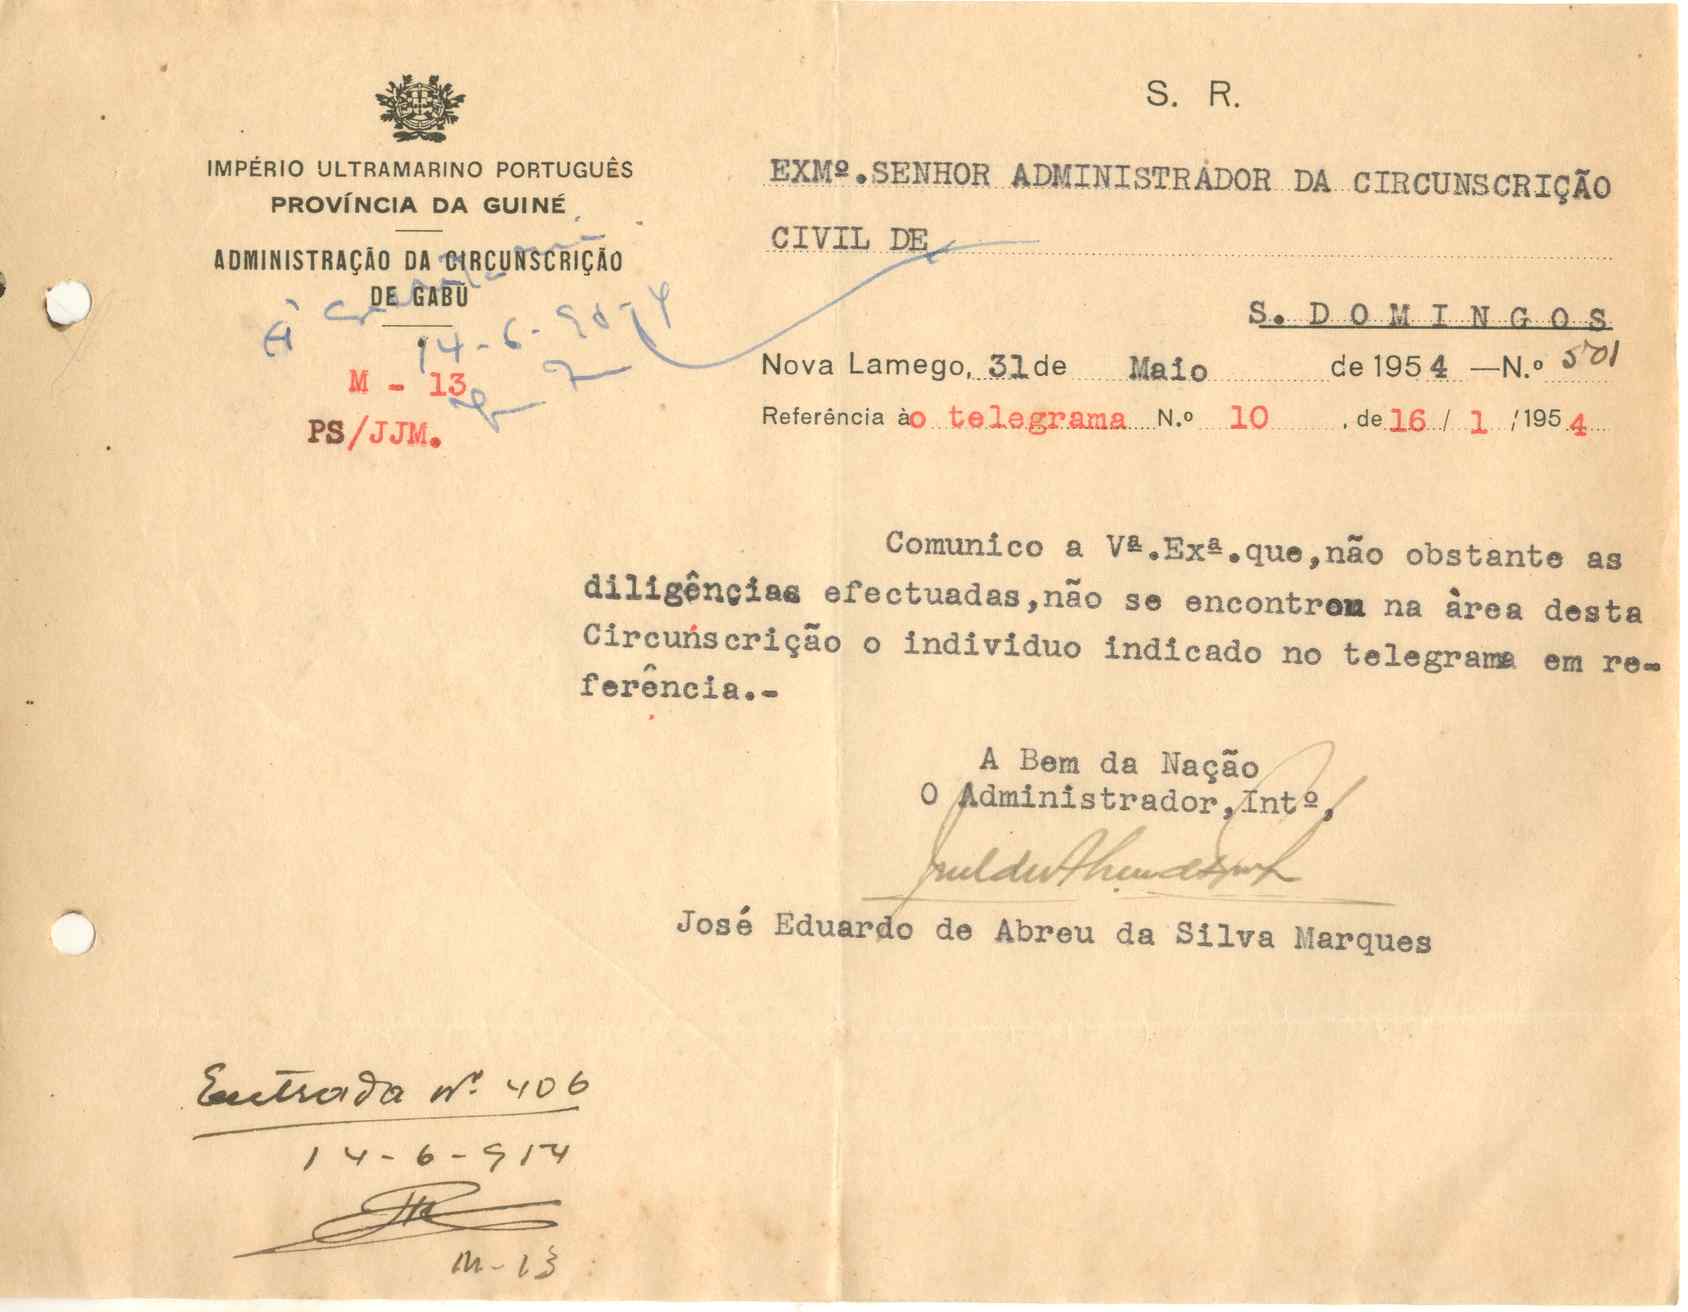 S. R.
IMPÉRIO ULTRAMARINO PORTUGUÊS
PROVÍNCIA DA GUINÉ
ADMINISTRAÇÃO DA CIRCUNSCRIÇÃO
DE GABÚ
À
14-6-954
M - 13
PS/JJM.
EXMº.SENHOR ADMINISTRADOR DA CIRCUNSCRIÇÃO
CIVIL DE
S. DOMINGOS
Nova Lamego, 31 de Maio de 1954 —N.º 501
Referência ào telegrama N.º 10 , de 16 / 1 / 1954
Comunico a Vª.Exª.que,não obstante as
diligências efectuadas,não se encontrou na àrea desta
Circunscrição o individuo indicado no telegrama em re-
ferência.-
A Bem da Nação
O Administrador,Intº,
José Eduardo de Abreu da Silva Marques
Entrada nº. 406
14-6-954
M-13